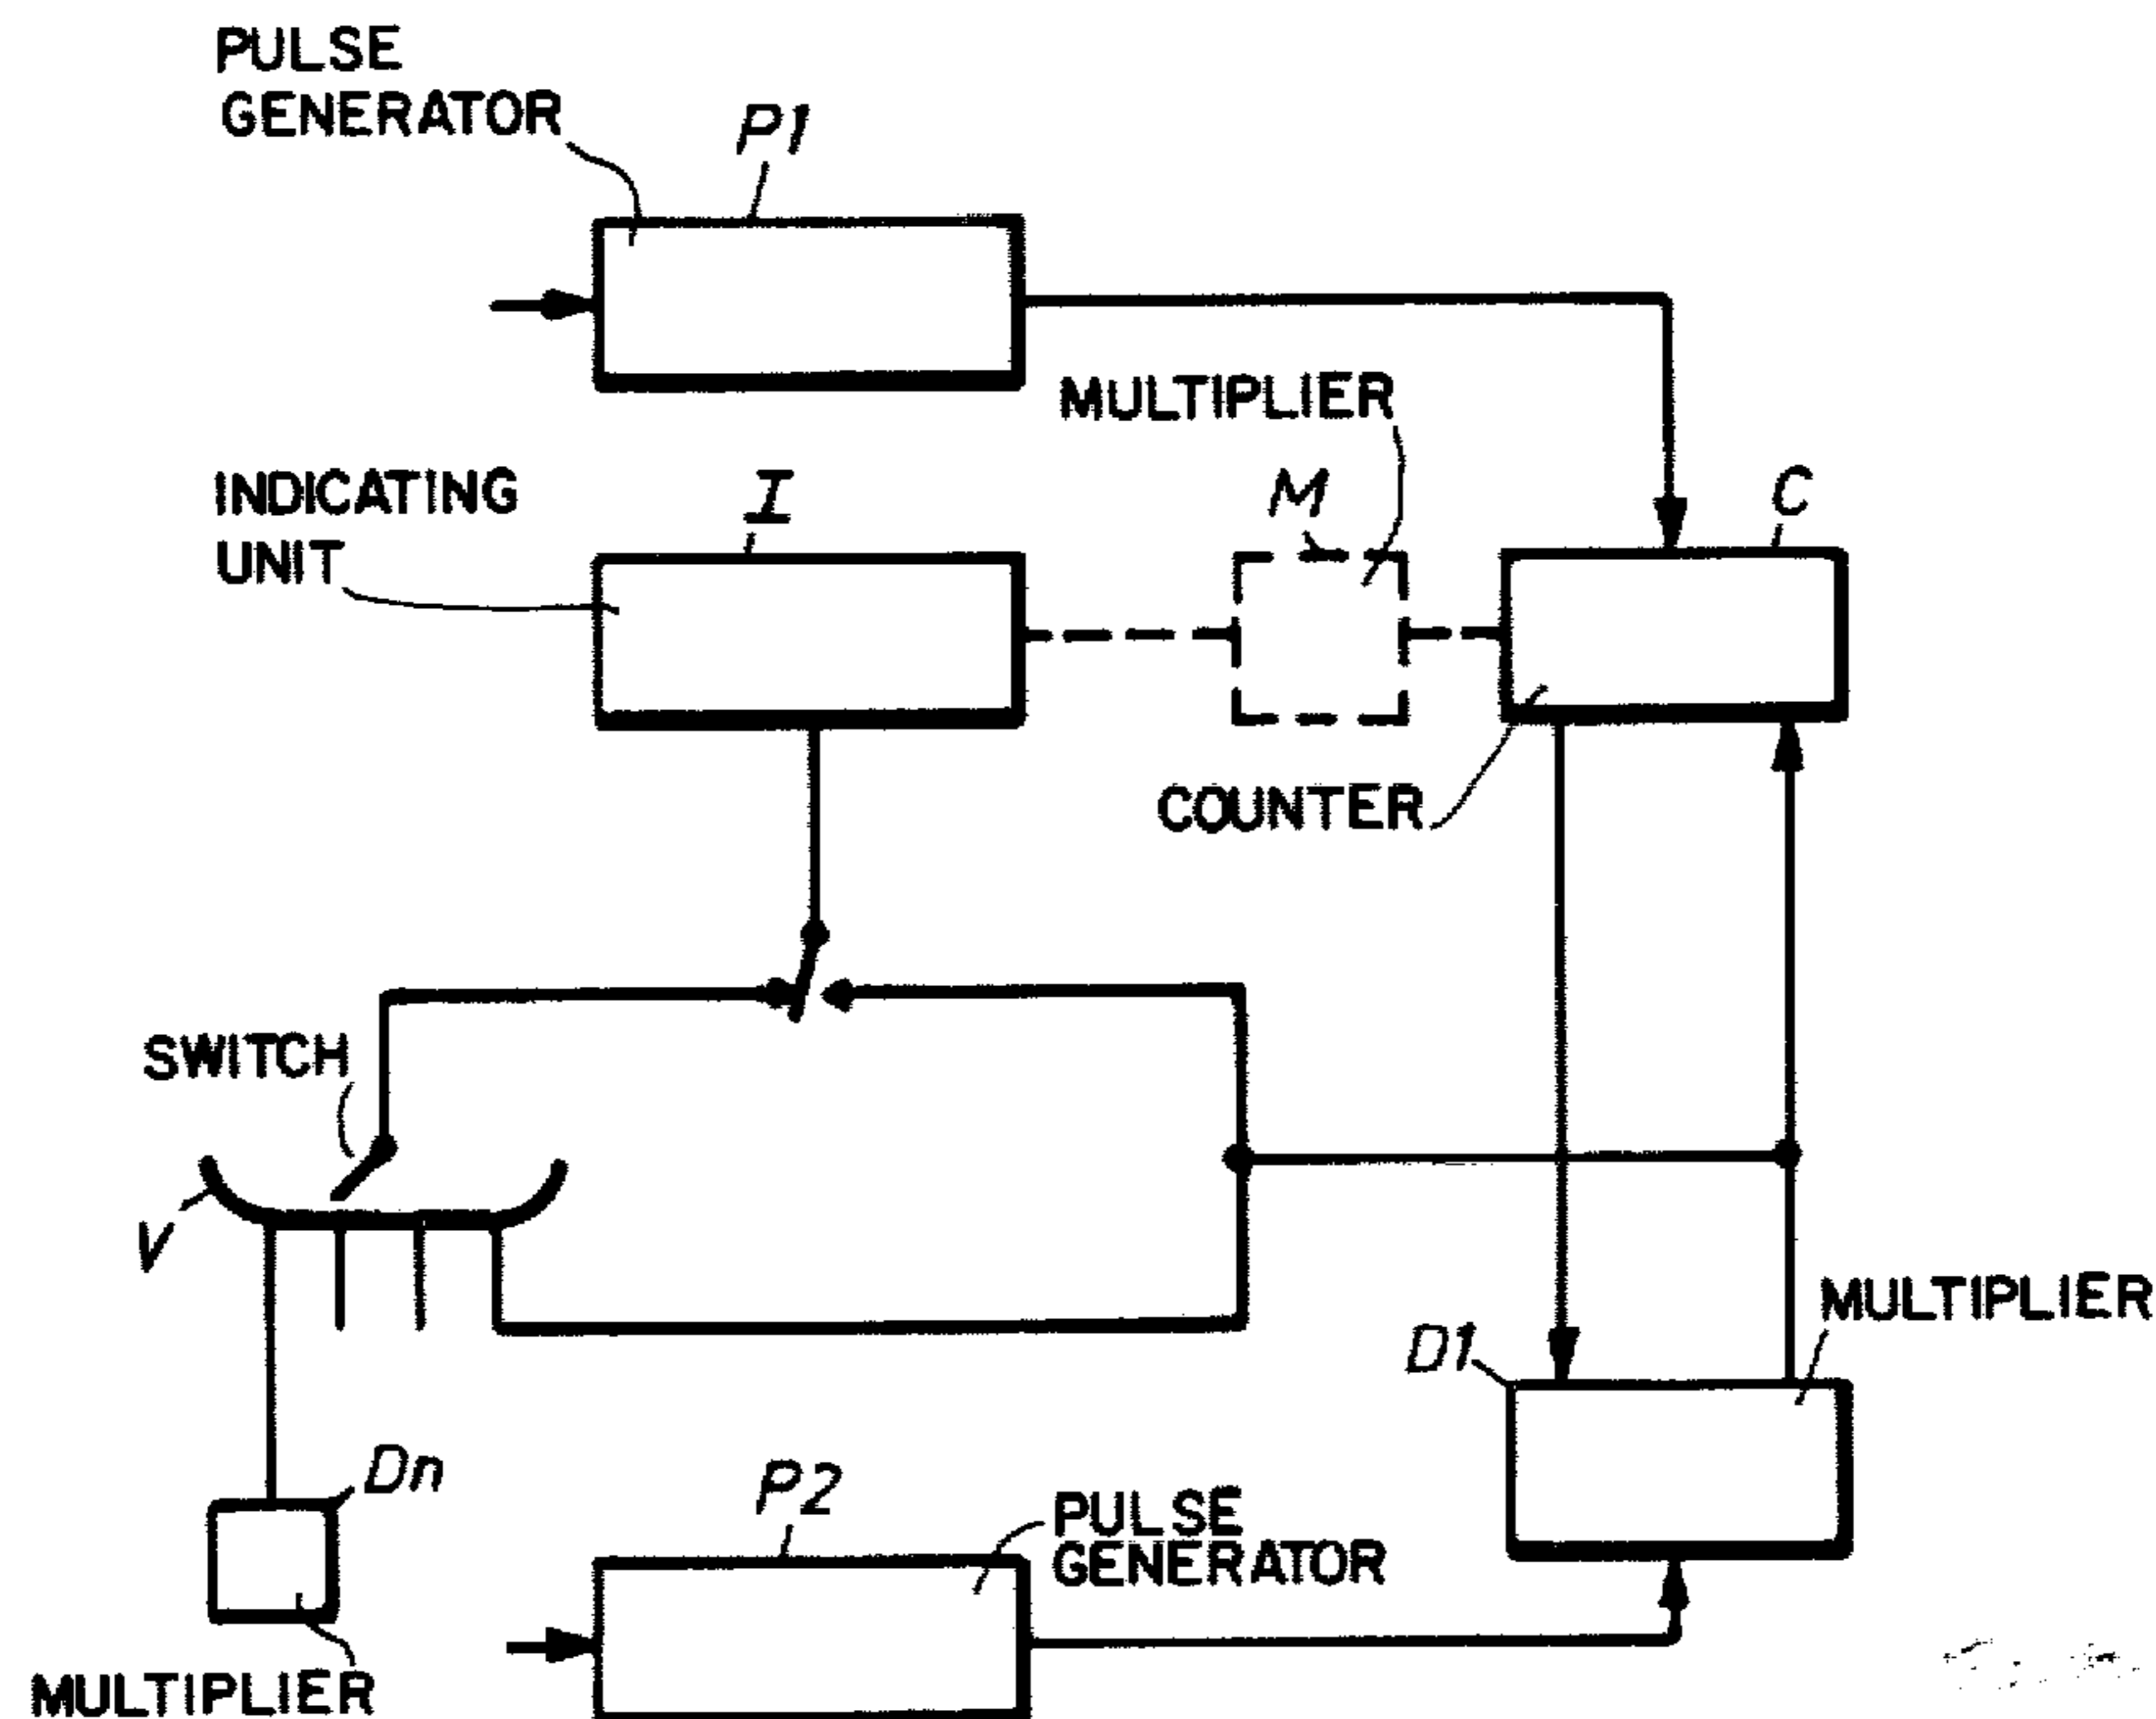 PULSE
GENERATOR
P1
MULTIPLIER
INDICATING
UNIT
I
M
C
COUNTER
SWITCH
V
MULTIPLIER
D1
Dn
P2
PULSE
GENERATOR
MULTIPLIER